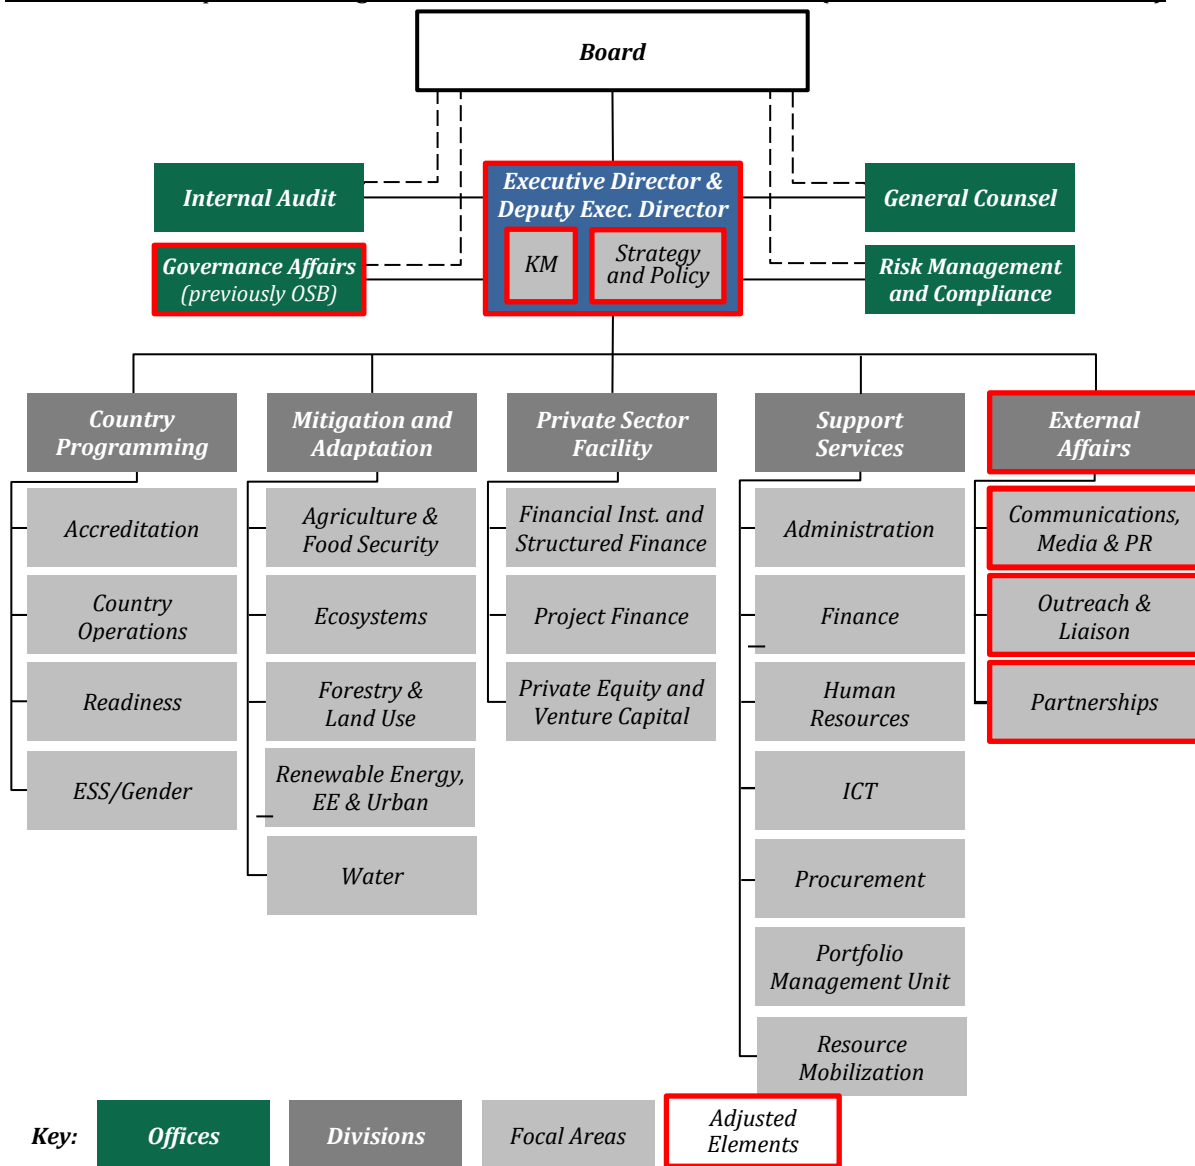 Board
Internal Audit
Executive Director &
Deputy Exec. Director
General Counsel
KM
Strategy
and Policy
Governance Affairs
(previously OSB)
Risk Management
and Compliance
Country
Programming
Mitigation and
Adaptation
Private Sector
Facility
Support
Services
External
Affairs
Accreditation
Country
Operations
Readiness
ESS/Gender
Agriculture &
Food Security
Ecosystems
Forestry &
Land Use
Renewable Energy,
EE & Urban
Water
Financial Inst. and
Structured Finance
Project Finance
Private Equity and
Venture Capital
Administration
Finance
Human
Resources
ICT
Procurement
Portfolio
Management Unit
Resource
Mobilization
Communications,
Media & PR
Outreach &
Liaison
Partnerships
Key:
Offices
Divisions
Focal Areas
Adjusted
Elements